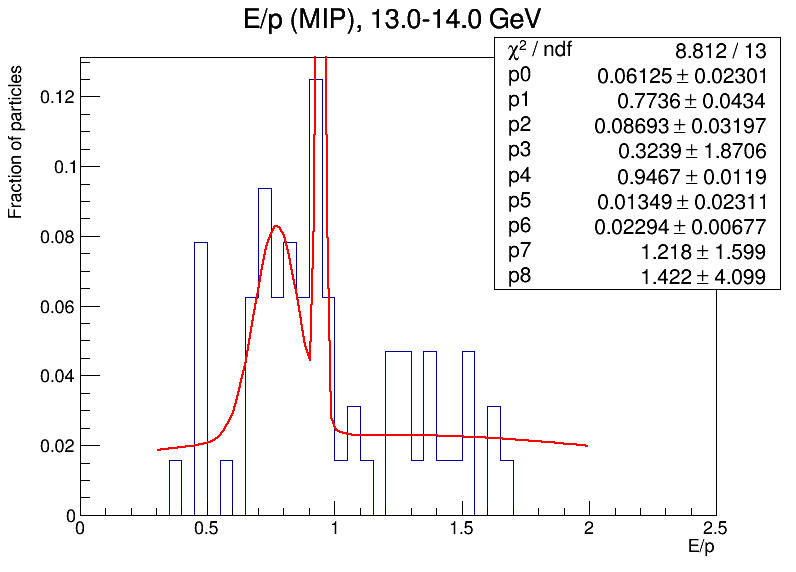 E/p (MIP), 13.0-14.0 GeV
χ² / ndf 8.812 / 13
p0 0.06125 ± 0.02301
p1 0.7736 ± 0.0434
p2 0.08693 ± 0.03197
p3 0.3239 ± 1.8706
p4 0.9467 ± 0.0119
p5 0.01349 ± 0.02311
p6 0.02294 ± 0.00677
p7 1.218 ± 1.599
p8 1.422 ± 4.099
Fraction of particles
0.12
0.1
0.08
0.06
0.04
0.02
0
0 0.5 1 1.5 2 2.5
E/p